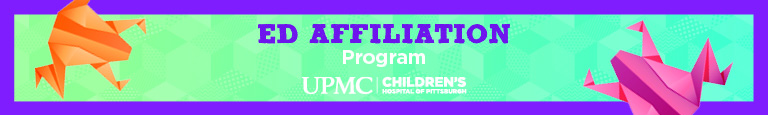 ED AFFILIATION
Program
UPMC | CHILDREN'S
HOSPITAL OF PITTSBURGH